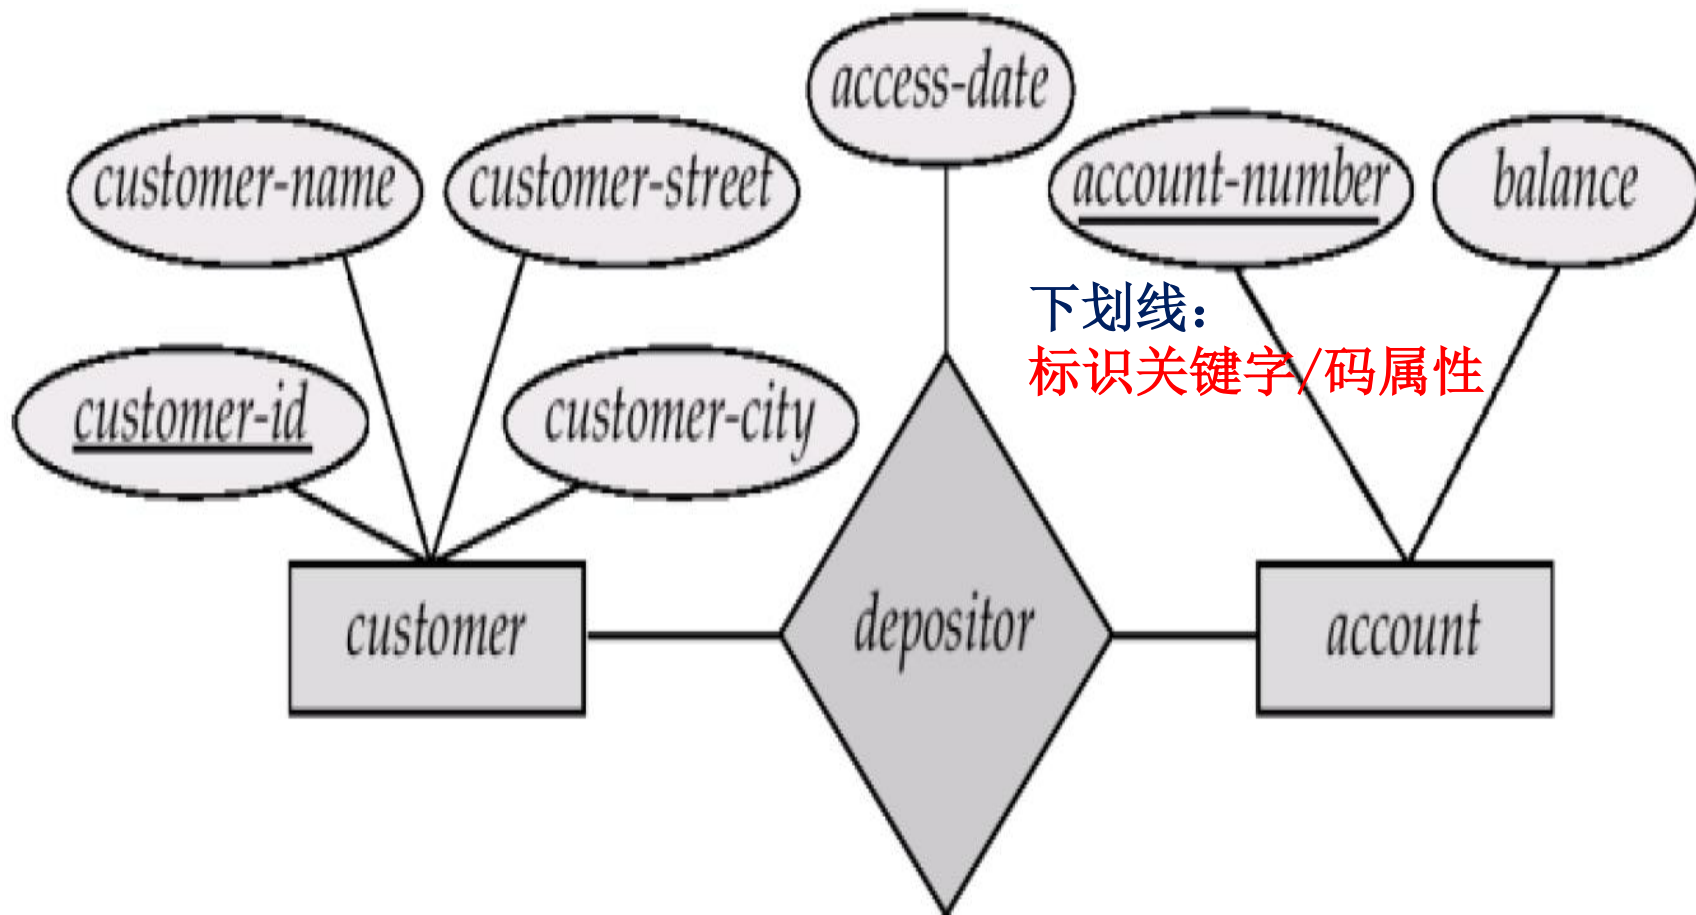 access-date
customer-name
customer-street
account-number
balance
下划线：
标识关键字/码属性
customer-id
customer-city
customer
depositor
account